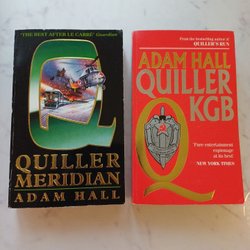 'THE BEST AFTER LE CARRÉ' Guardian
Q
QUILLER
MERIDIAN
ADAM HALL
From the bestselling author of
QUILLER'S RUN
ADAM HALL
QUILLER
KGB
Q
'Pure entertainment
espionage
at its best'
NEW YORK TIMES